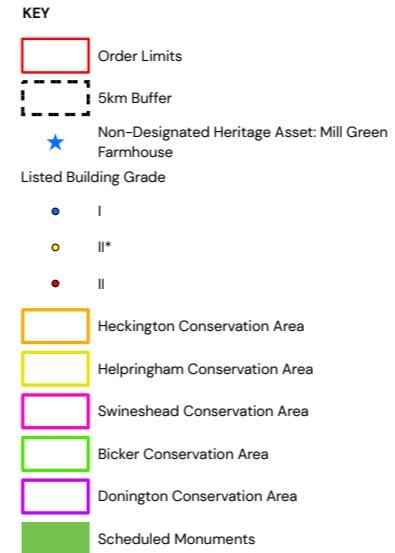 KEY
Order Limits
5km Buffer
Non-Designated Heritage Asset: Mill Green
Farmhouse
Listed Building Grade
I
II*
II
Heckington Conservation Area
Helpringham Conservation Area
Swineshead Conservation Area
Bicker Conservation Area
Donington Conservation Area
Scheduled Monuments